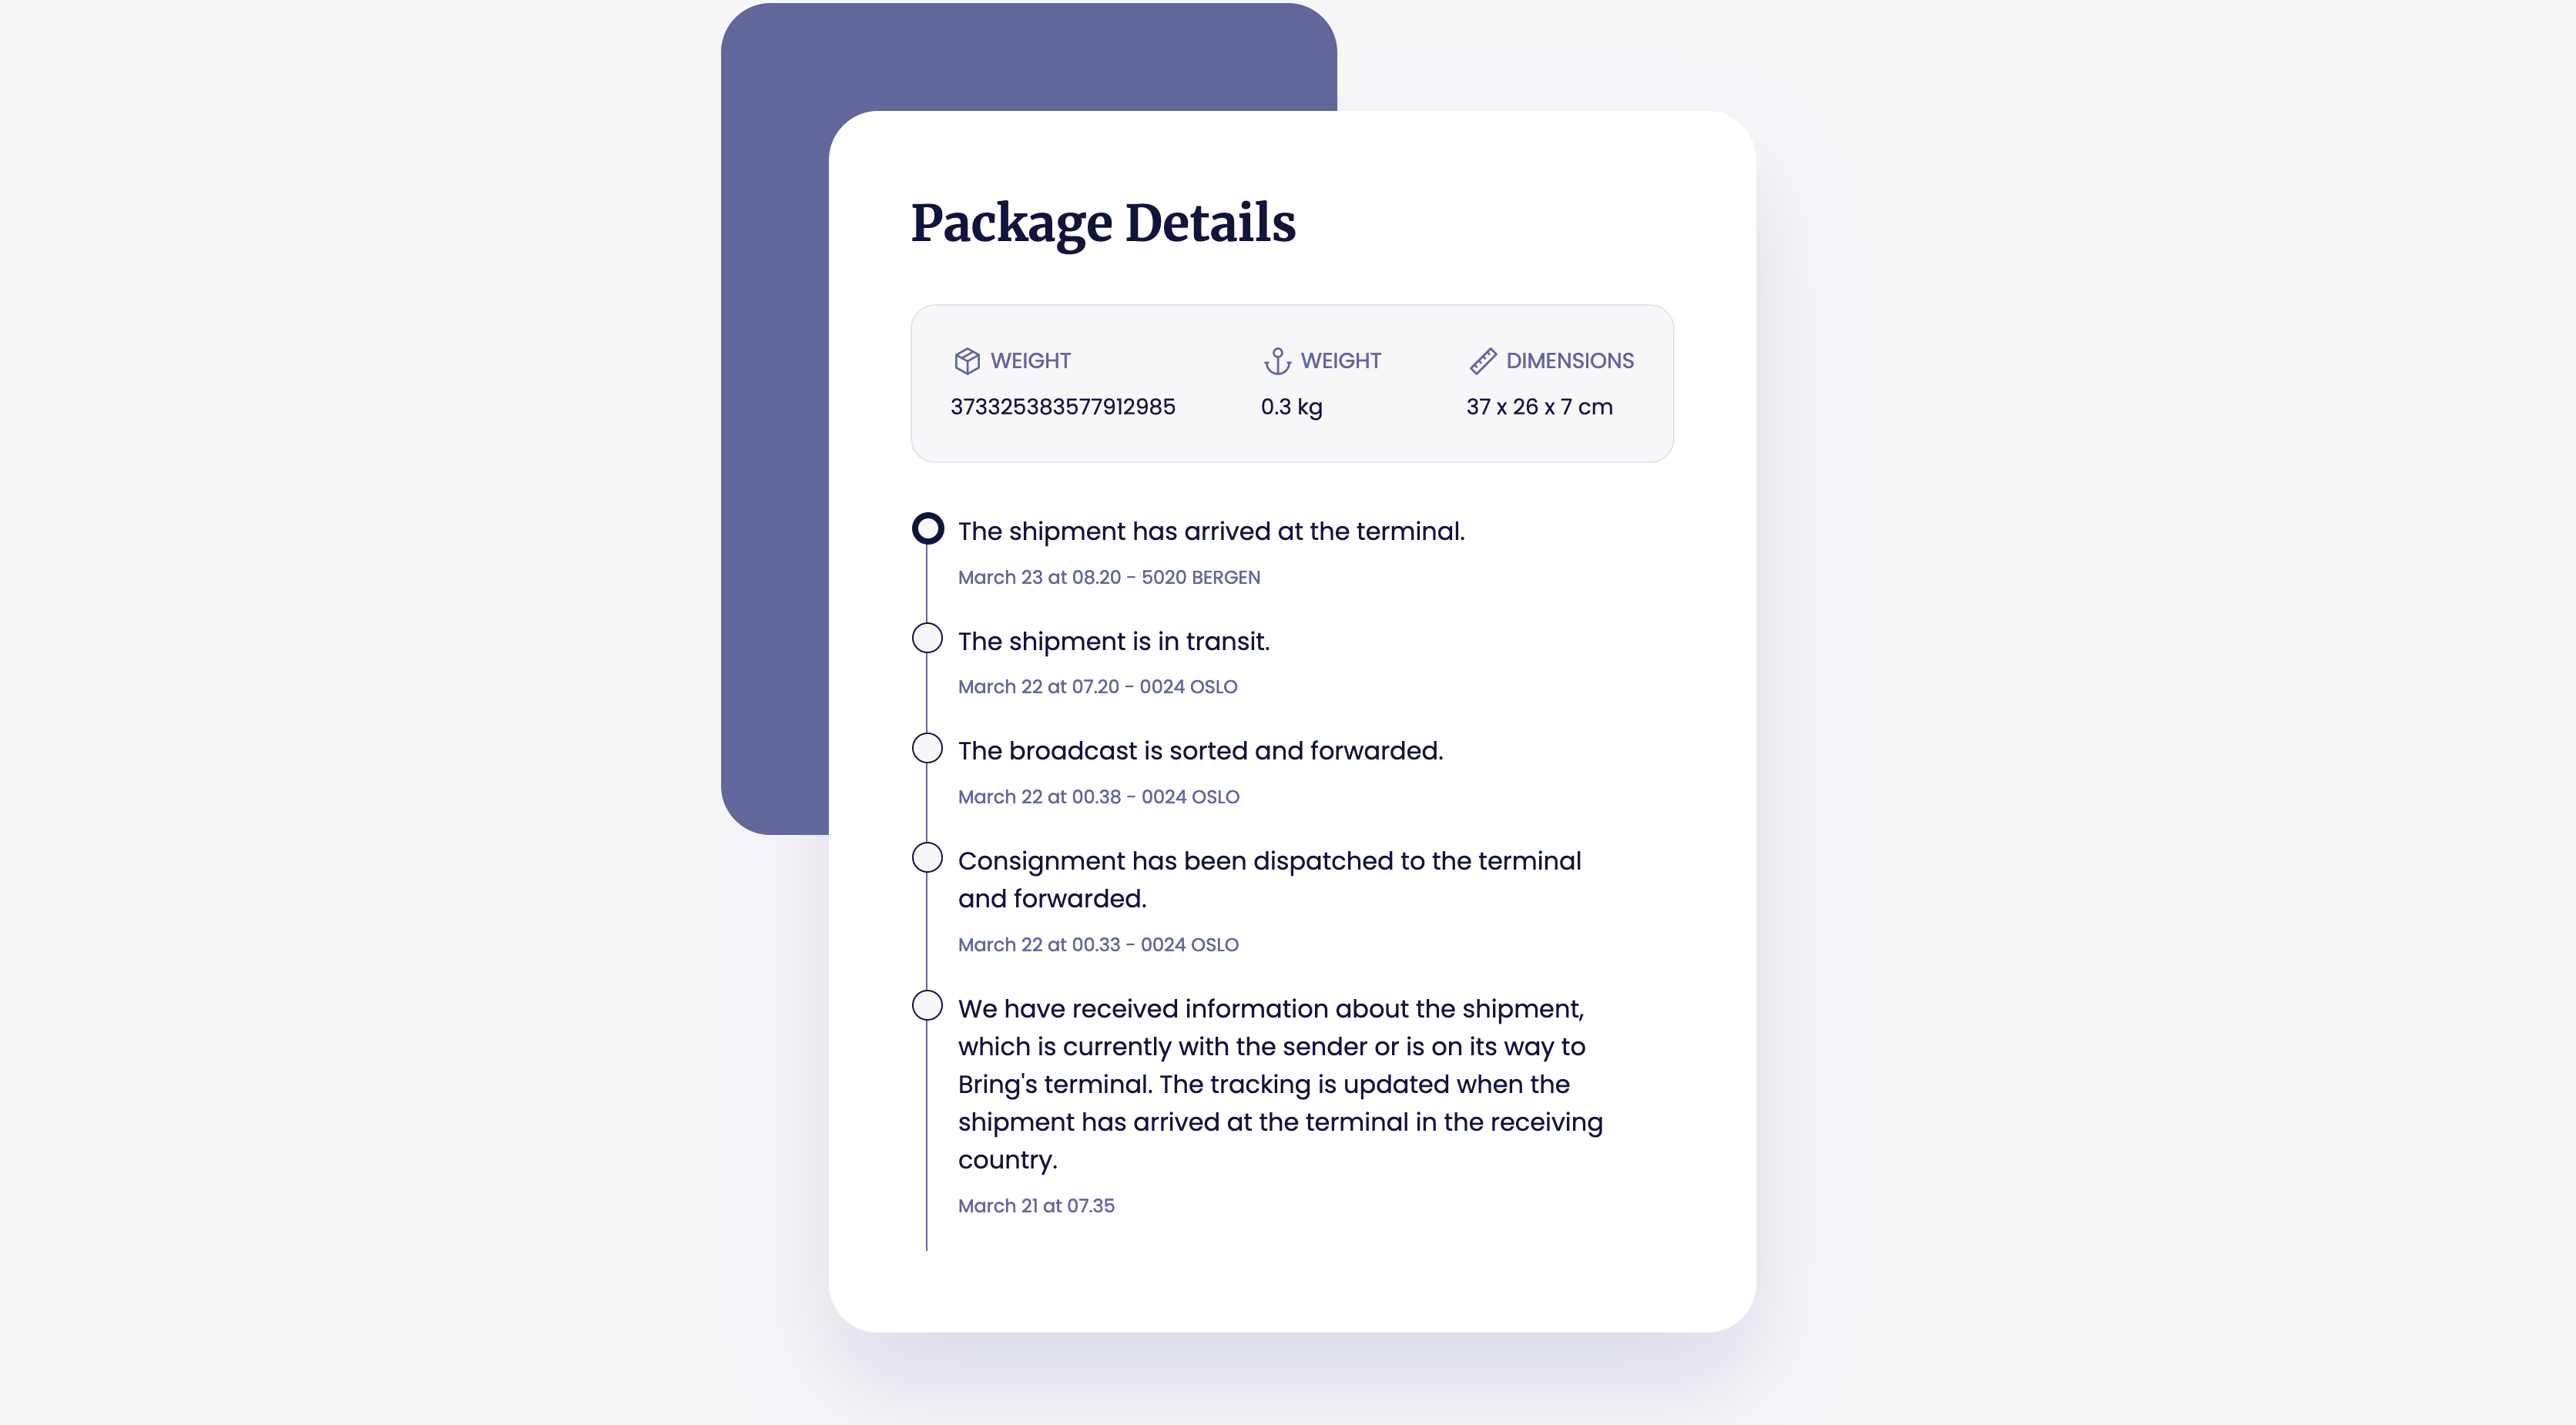 Package Details
WEIGHT WEIGHT DIMENSIONS
373325383577912985 0.3 kg 37 x 26 x 7 cm
The shipment has arrived at the terminal.
March 23 at 08.20 - 5020 BERGEN
The shipment is in transit.
March 22 at 07.20 - 0024 OSLO
The broadcast is sorted and forwarded.
March 22 at 00.38 - 0024 OSLO
Consignment has been dispatched to the terminal
and forwarded.
March 22 at 00.33 - 0024 OSLO
We have received information about the shipment,
which is currently with the sender or is on its way to
Bring's terminal. The tracking is updated when the
shipment has arrived at the terminal in the receiving
country.
March 21 at 07.35